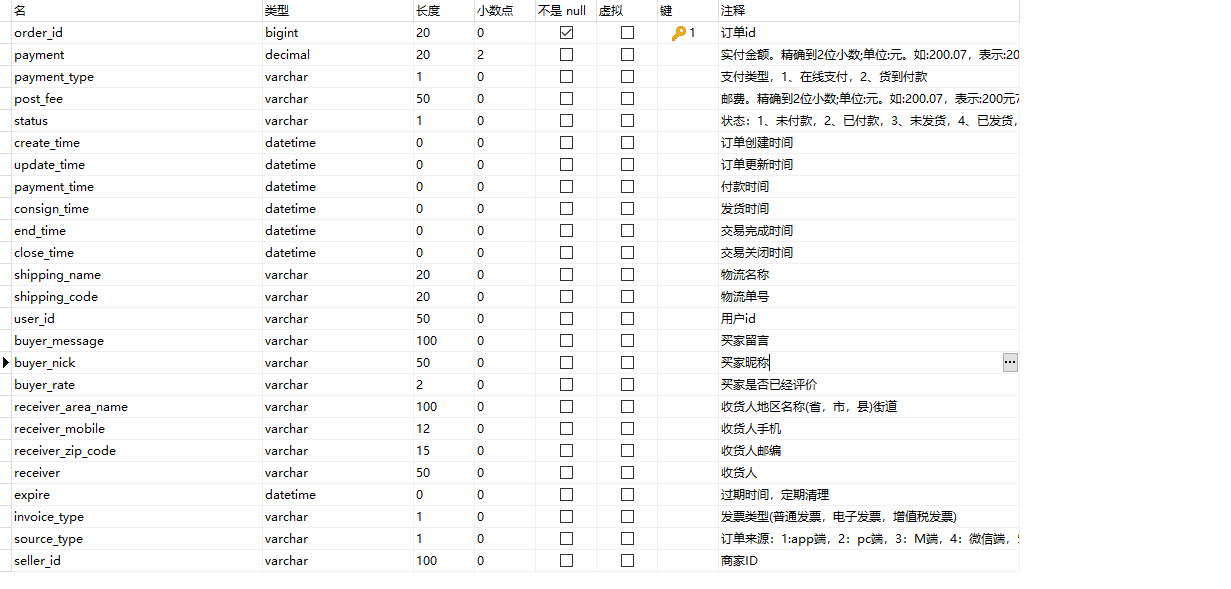 名 类型 长度 小数点 不是 null 虚拟 键 注释
order_id bigint 20 0 1 订单id
payment decimal 20 2 实付金额。精确到2位小数;单位:元。如:200.07，表示:20
payment_type varchar 1 0 支付类型，1、在线支付，2、货到付款
post_fee varchar 50 0 邮费。精确到2位小数;单位:元。如:200.07，表示:200元7
status varchar 1 0 状态：1、未付款，2、已付款，3、未发货，4、已发货，
create_time datetime 0 0 订单创建时间
update_time datetime 0 0 订单更新时间
payment_time datetime 0 0 付款时间
consign_time datetime 0 0 发货时间
end_time datetime 0 0 交易完成时间
close_time datetime 0 0 交易关闭时间
shipping_name varchar 20 0 物流名称
shipping_code varchar 20 0 物流单号
user_id varchar 50 0 用户id
buyer_message varchar 100 0 买家留言
buyer_nick varchar 50 0 买家昵称
buyer_rate varchar 2 0 买家是否已经评价
receiver_area_name varchar 100 0 收货人地区名称(省，市，县)街道
receiver_mobile varchar 12 0 收货人手机
receiver_zip_code varchar 15 0 收货人邮编
receiver varchar 50 0 收货人
expire datetime 0 0 过期时间，定期清理
invoice_type varchar 1 0 发票类型(普通发票，电子发票，增值税发票)
source_type varchar 1 0 订单来源：1:app端，2：pc端，3：M端，4：微信端，
seller_id varchar 100 0 商家ID